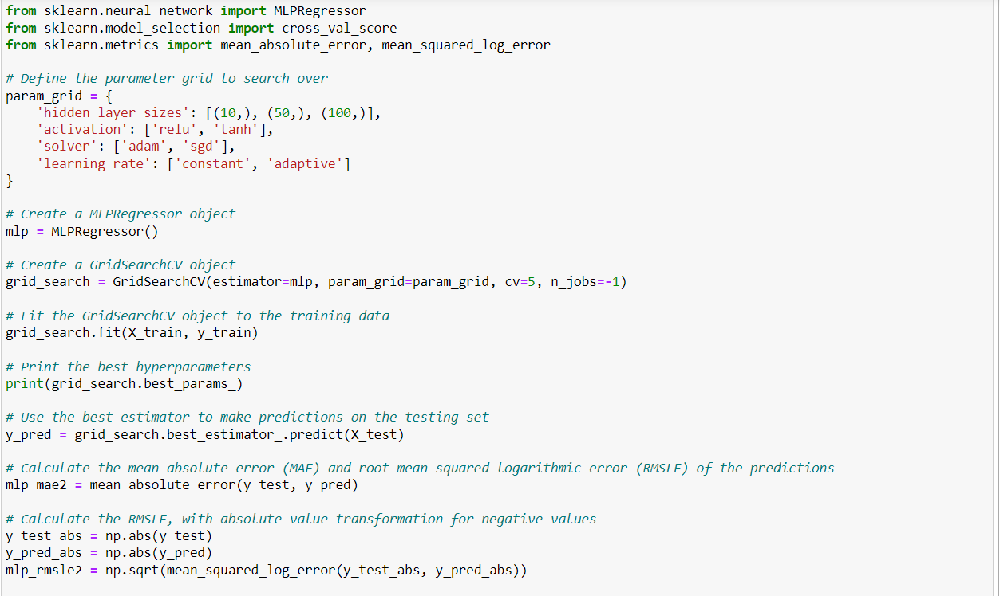 from sklearn.neural_network import MLPRegressor
from sklearn.model_selection import cross_val_score
from sklearn.metrics import mean_absolute_error, mean_squared_log_error

# Define the parameter grid to search over
param_grid = {
    'hidden_layer_sizes': [(10,), (50,), (100,)],
    'activation': ['relu', 'tanh'],
    'solver': ['adam', 'sgd'],
    'learning_rate': ['constant', 'adaptive']
}

# Create a MLPRegressor object
mlp = MLPRegressor()

# Create a GridSearchCV object
grid_search = GridSearchCV(estimator=mlp, param_grid=param_grid, cv=5, n_jobs=-1)

# Fit the GridSearchCV object to the training data
grid_search.fit(X_train, y_train)

# Print the best hyperparameters
print(grid_search.best_params_)

# Use the best estimator to make predictions on the testing set
y_pred = grid_search.best_estimator_.predict(X_test)

# Calculate the mean absolute error (MAE) and root mean squared logarithmic error (RMSLE) of the predictions
mlp_mae2 = mean_absolute_error(y_test, y_pred)

# Calculate the RMSLE, with absolute value transformation for negative values
y_test_abs = np.abs(y_test)
y_pred_abs = np.abs(y_pred)
mlp_rmsle2 = np.sqrt(mean_squared_log_error(y_test_abs, y_pred_abs))